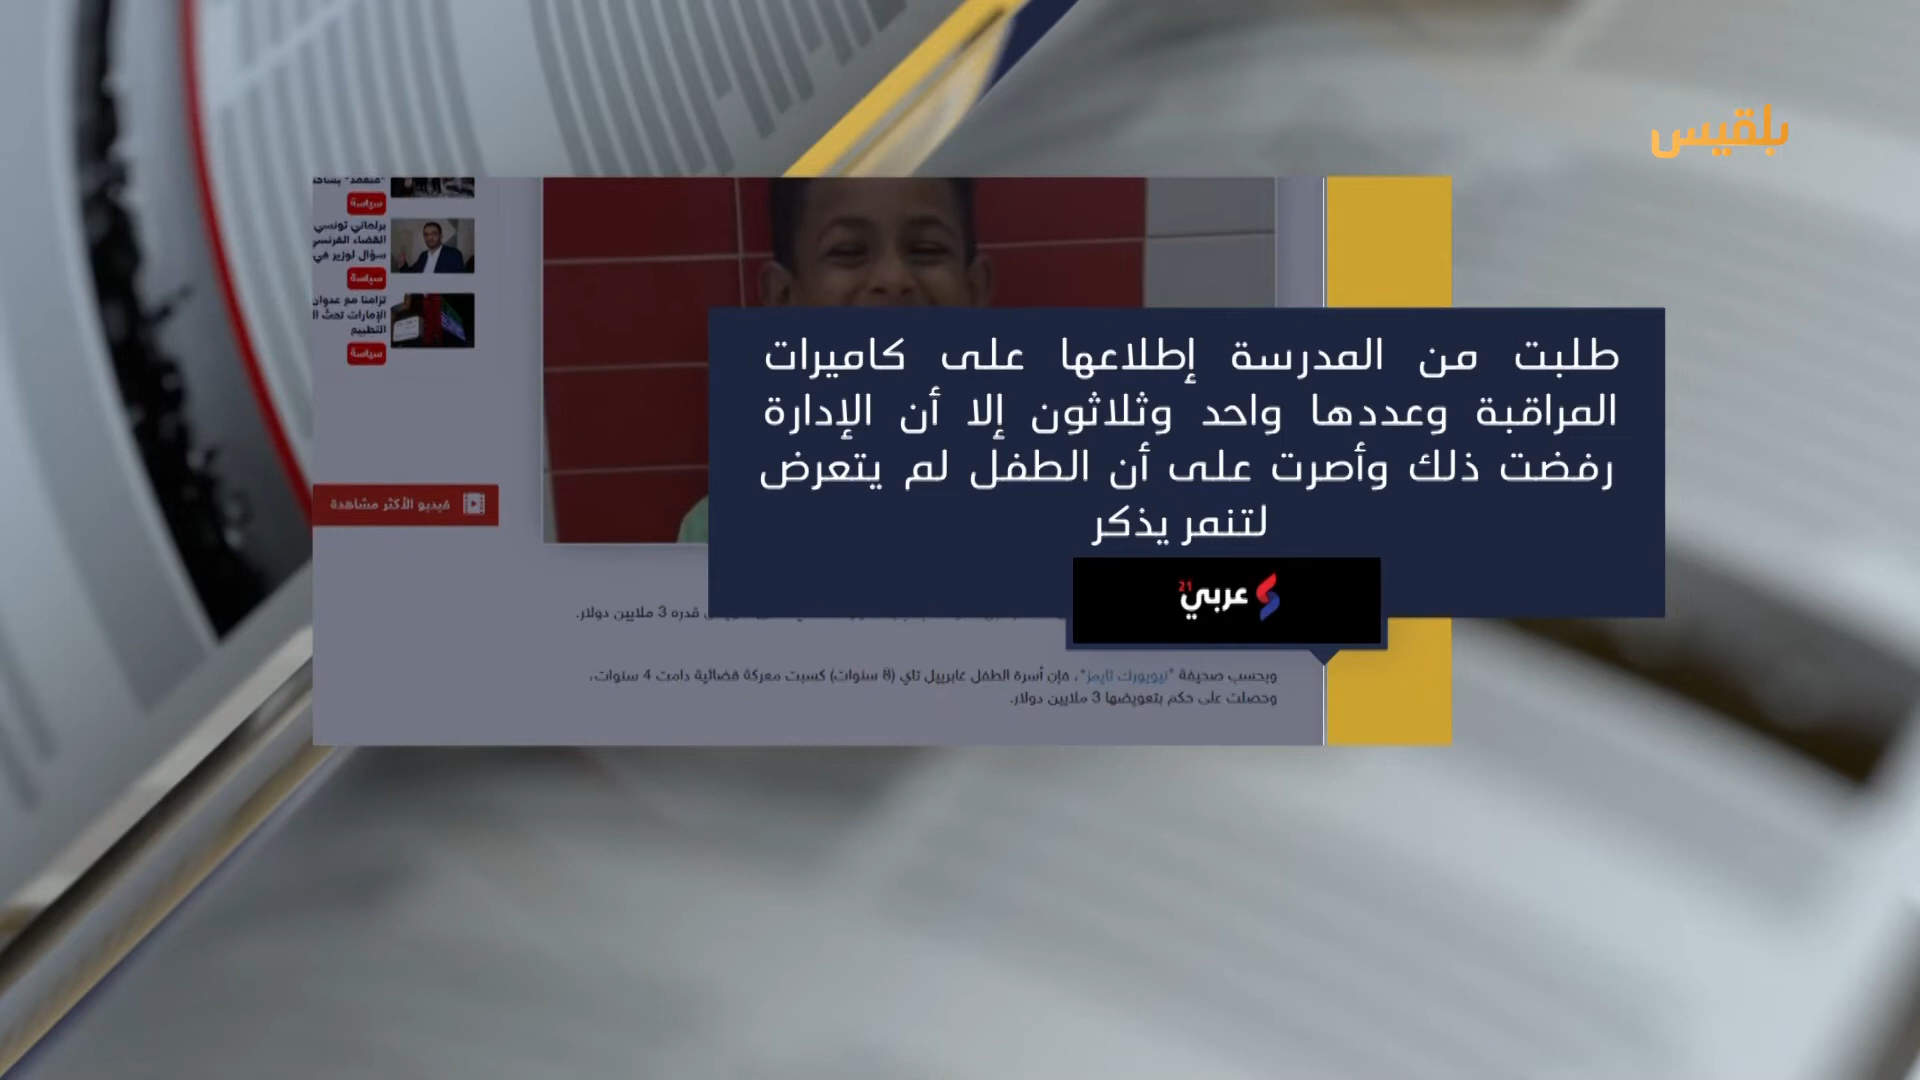 بلقيس
طلبت من المدرسة إطلاعها على كاميرات
المراقبة وعددها واحد وثلاثون إلا أن الإدارة
رفضت ذلك وأصرت على أن الطفل لم يتعرض
لتنمر يذكر
عربي21
سياسة
برلماني تونسي
القضاء الفرنسي
سؤال لوزير في
سياسة
تزامنا مع عدوان
الإمارات تحث ا
التطبيع
سياسة
فيديو الأكثر مشاهدة
قدره 3 ملايين دولار.
وبحسب صحيفة "نيويورك تايمز"، فإن أسرة الطفل غابرييل تاي (8 سنوات) كسبت معركة قضائية دامت 4 سنوات،
وحصلت على حكم بتعويضها 3 ملايين دولار.